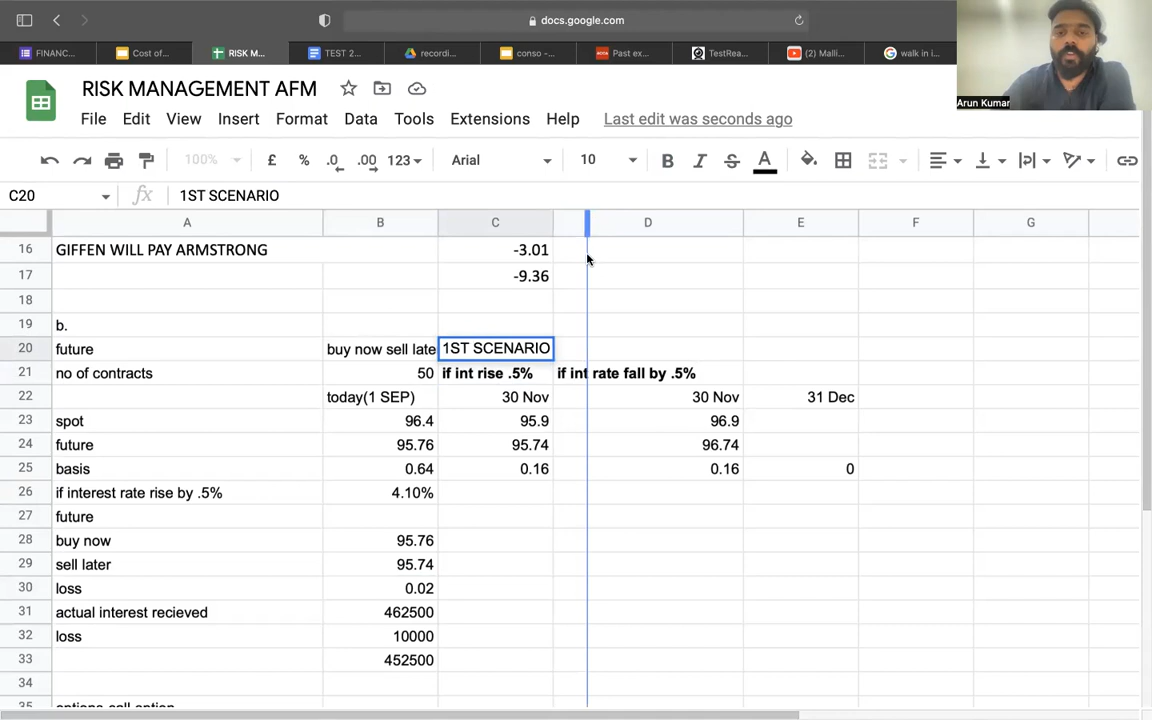 docs.google.com
FINANC...
Cost of...
RISK M...
TEST 2...
recordi...
conso -...
Past ex...
TestRea...
(2) Malli...
walk in i...
Arun Kumar
RISK MANAGEMENT AFM
File Edit View Insert Format Data Tools Extensions Help Last edit was seconds ago
100% £ % .0 .00 123 Arial 10 B I S A
C20 fx 1ST SCENARIO
A B C D E F G
16 GIFFEN WILL PAY ARMSTRONG -3.01
17 -9.36
18
19 b.
20 future buy now sell late 1ST SCENARIO
21 no of contracts 50 if int rise .5% if int rate fall by .5%
22 today(1 SEP) 30 Nov 30 Nov 31 Dec
23 spot 96.4 95.9 96.9
24 future 95.76 95.74 96.74
25 basis 0.64 0.16 0.16 0
26 if interest rate rise by .5% 4.10%
27 future
28 buy now 95.76
29 sell later 95.74
30 loss 0.02
31 actual interest recieved 462500
32 loss 10000
33 452500
34
35 options call option